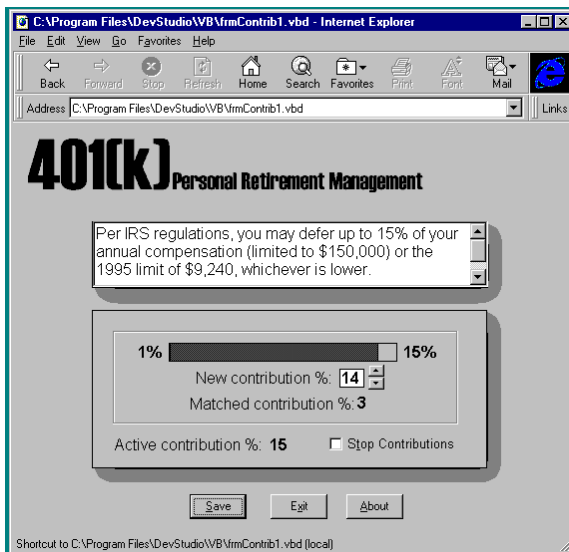 C:\Program Files\DevStudio\VB\frmContrib1.vbd - Internet Explorer
File Edit View Go Favorites Help
Back Forward Stop Refresh Home Search Favorites Print Font Mail
Address C:\Program Files\DevStudio\VB\frmContrib1.vbd Links
401(k) Personal Retirement Management
Per IRS regulations, you may defer up to 15% of your
annual compensation (limited to $150,000) or the
1995 limit of $9,240, whichever is lower.
1% 15%
New contribution %: 14
Matched contribution %: 3
Active contribution %: 15 Stop Contributions
Save Exit About
Shortcut to C:\Program Files\DevStudio\VB\frmContrib1.vbd (local)